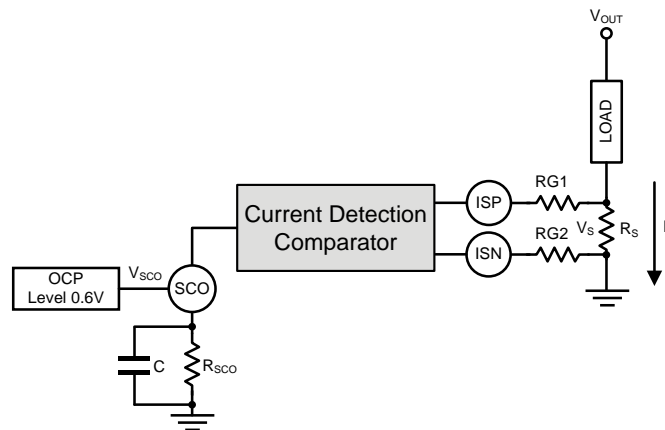 VOUT
LOAD
RG1
ISP
Current Detection
Comparator
VS
RS
I
ISN
RG2
OCP
Level 0.6V
VSCO
SCO
C
RSCO